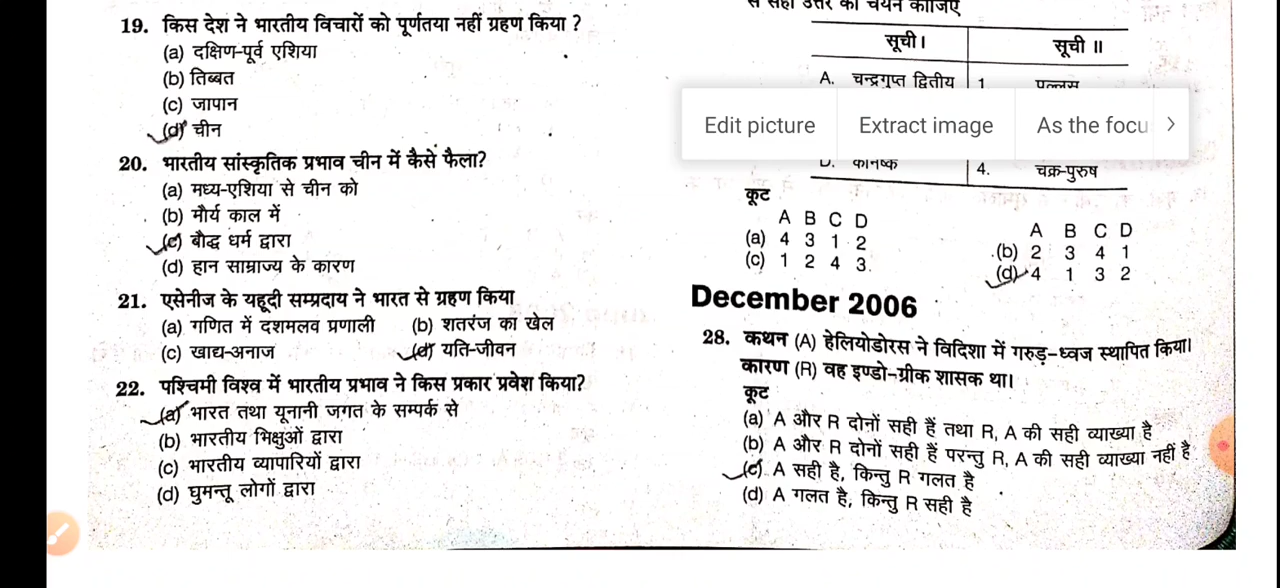 19. किस देश ने भारतीय विचारों को पूर्णतया नहीं ग्रहण किया ?
(a) दक्षिण-पूर्व एशिया
(b) तिब्बत
(c) जापान
(d) चीन
20. भारतीय सांस्कृतिक प्रभाव चीन में कैसे फैला?
(a) मध्य-एशिया से चीन को
(b) मौर्य काल में
(c) बौद्ध धर्म द्वारा
(d) हान साम्राज्य के कारण
21. एसेनीज के यहूदी सम्प्रदाय ने भारत से ग्रहण किया
(a) गणित में दशमलव प्रणाली (b) शतरंज का खेल
(c) खाद्य-अनाज (d) यति-जीवन
22. पश्चिमी विश्व में भारतीय प्रभाव ने किस प्रकार प्रवेश किया?
(a) भारत तथा यूनानी जगत के सम्पर्क से
(b) भारतीय भिक्षुओं द्वारा
(c) भारतीय व्यापारियों द्वारा
(d) घुमन्तू लोगों द्वारा
से सही उत्तर का चयन कीजिए
सूची I सूची II
A. चन्द्रगुप्त द्वितीय 1.
Edit picture Extract image As the focu
D. कनिष्क 4. चक्र-पुरुष
कूट
A B C D A B C D
(a) 4 3 1 2 (b) 2 3 4 1
(c) 1 2 4 3 (d) 4 1 3 2
December 2006
28. कथन (A) हेलियोडोरस ने विदिशा में गरुड़-ध्वज स्थापित किया।
कारण (R) वह इण्डो-ग्रीक शासक था।
कूट
(a) A और R दोनों सही हैं तथा R, A की सही व्याख्या है
(b) A और R दोनों सही हैं परन्तु R, A की सही व्याख्या नहीं है
(c) A सही है, किन्तु R गलत है
(d) A गलत है, किन्तु R सही है